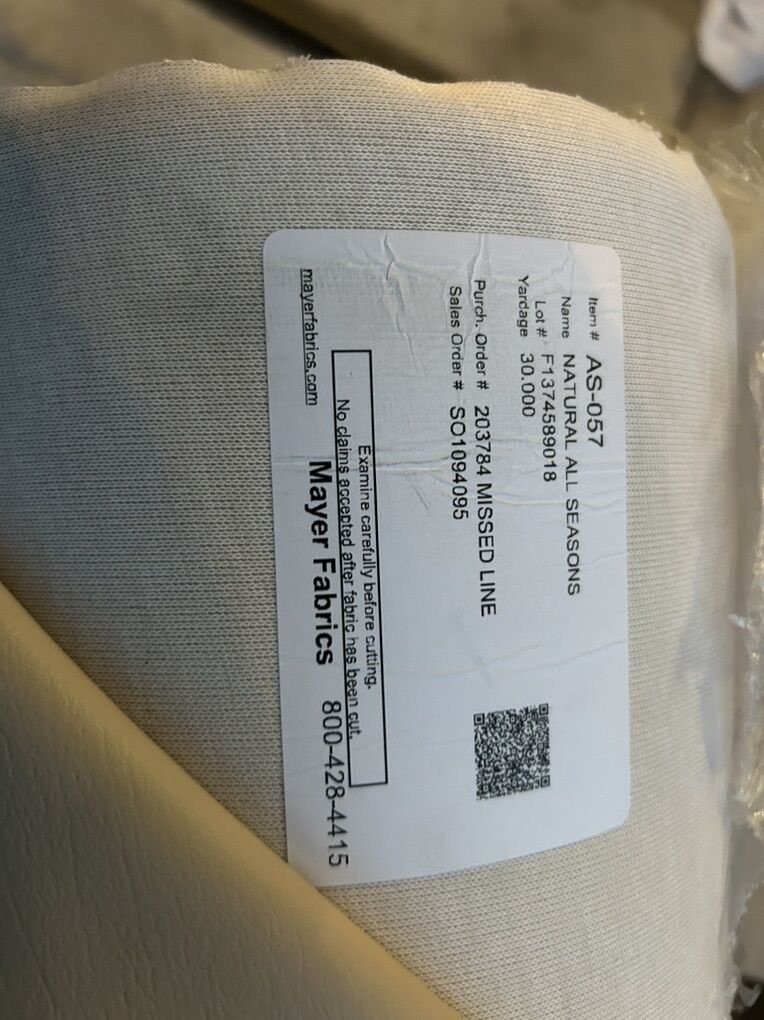 Item # AS-057
Name NATURAL ALL SEASONS
Lot # F1374589018
Yardage 30.000
Purch. Order # 203784 MISSED LINE
Sales Order # SO1094095
Examine carefully before cutting.
No claims accepted after fabric has been cut.
mayerfabrics.com Mayer Fabrics 800-428-4415